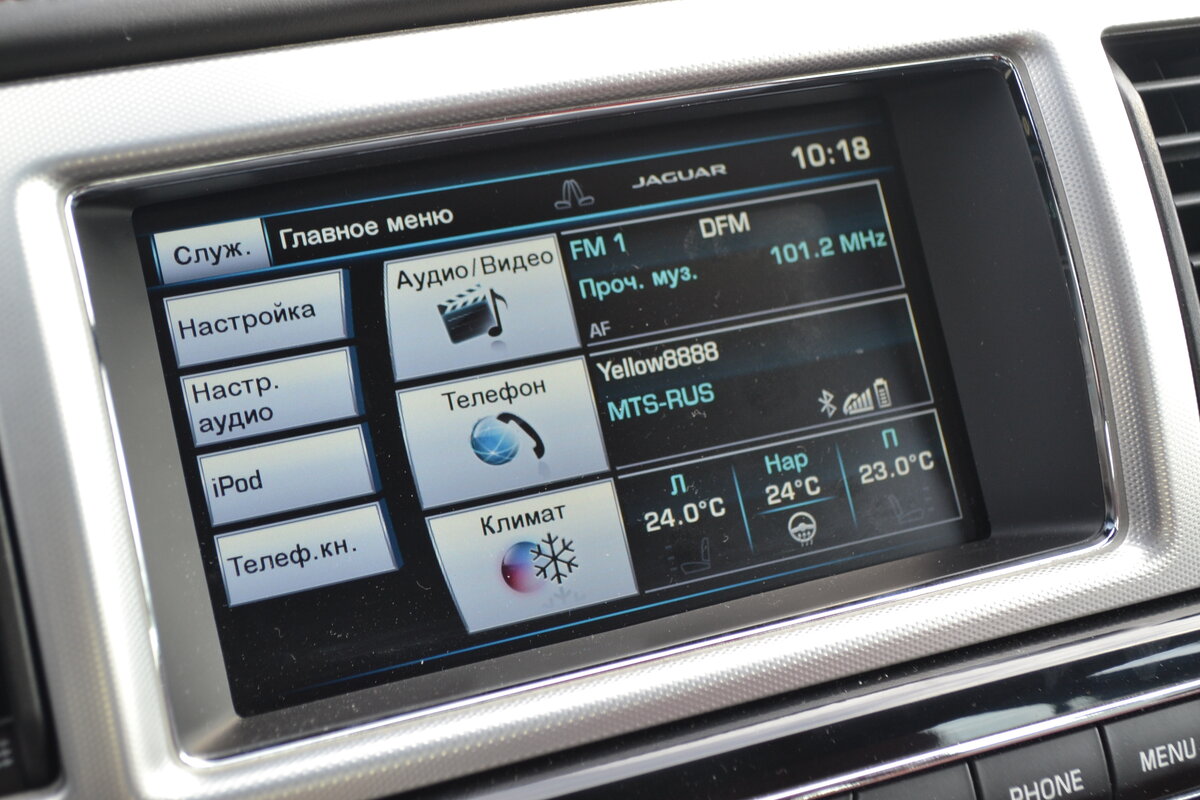 Служ.
Главное меню
JAGUAR
10:18
Настройка
Настр.
аудио
iPod
Телеф.кн.
Аудио/Видео
Телефон
Климат
FM 1
DFM
Проч. муз.
101.2 MHz
AF
Yellow8888
MTS-RUS
Л
24.0°C
Нар
24°C
П
23.0°C
PHONE
MENU